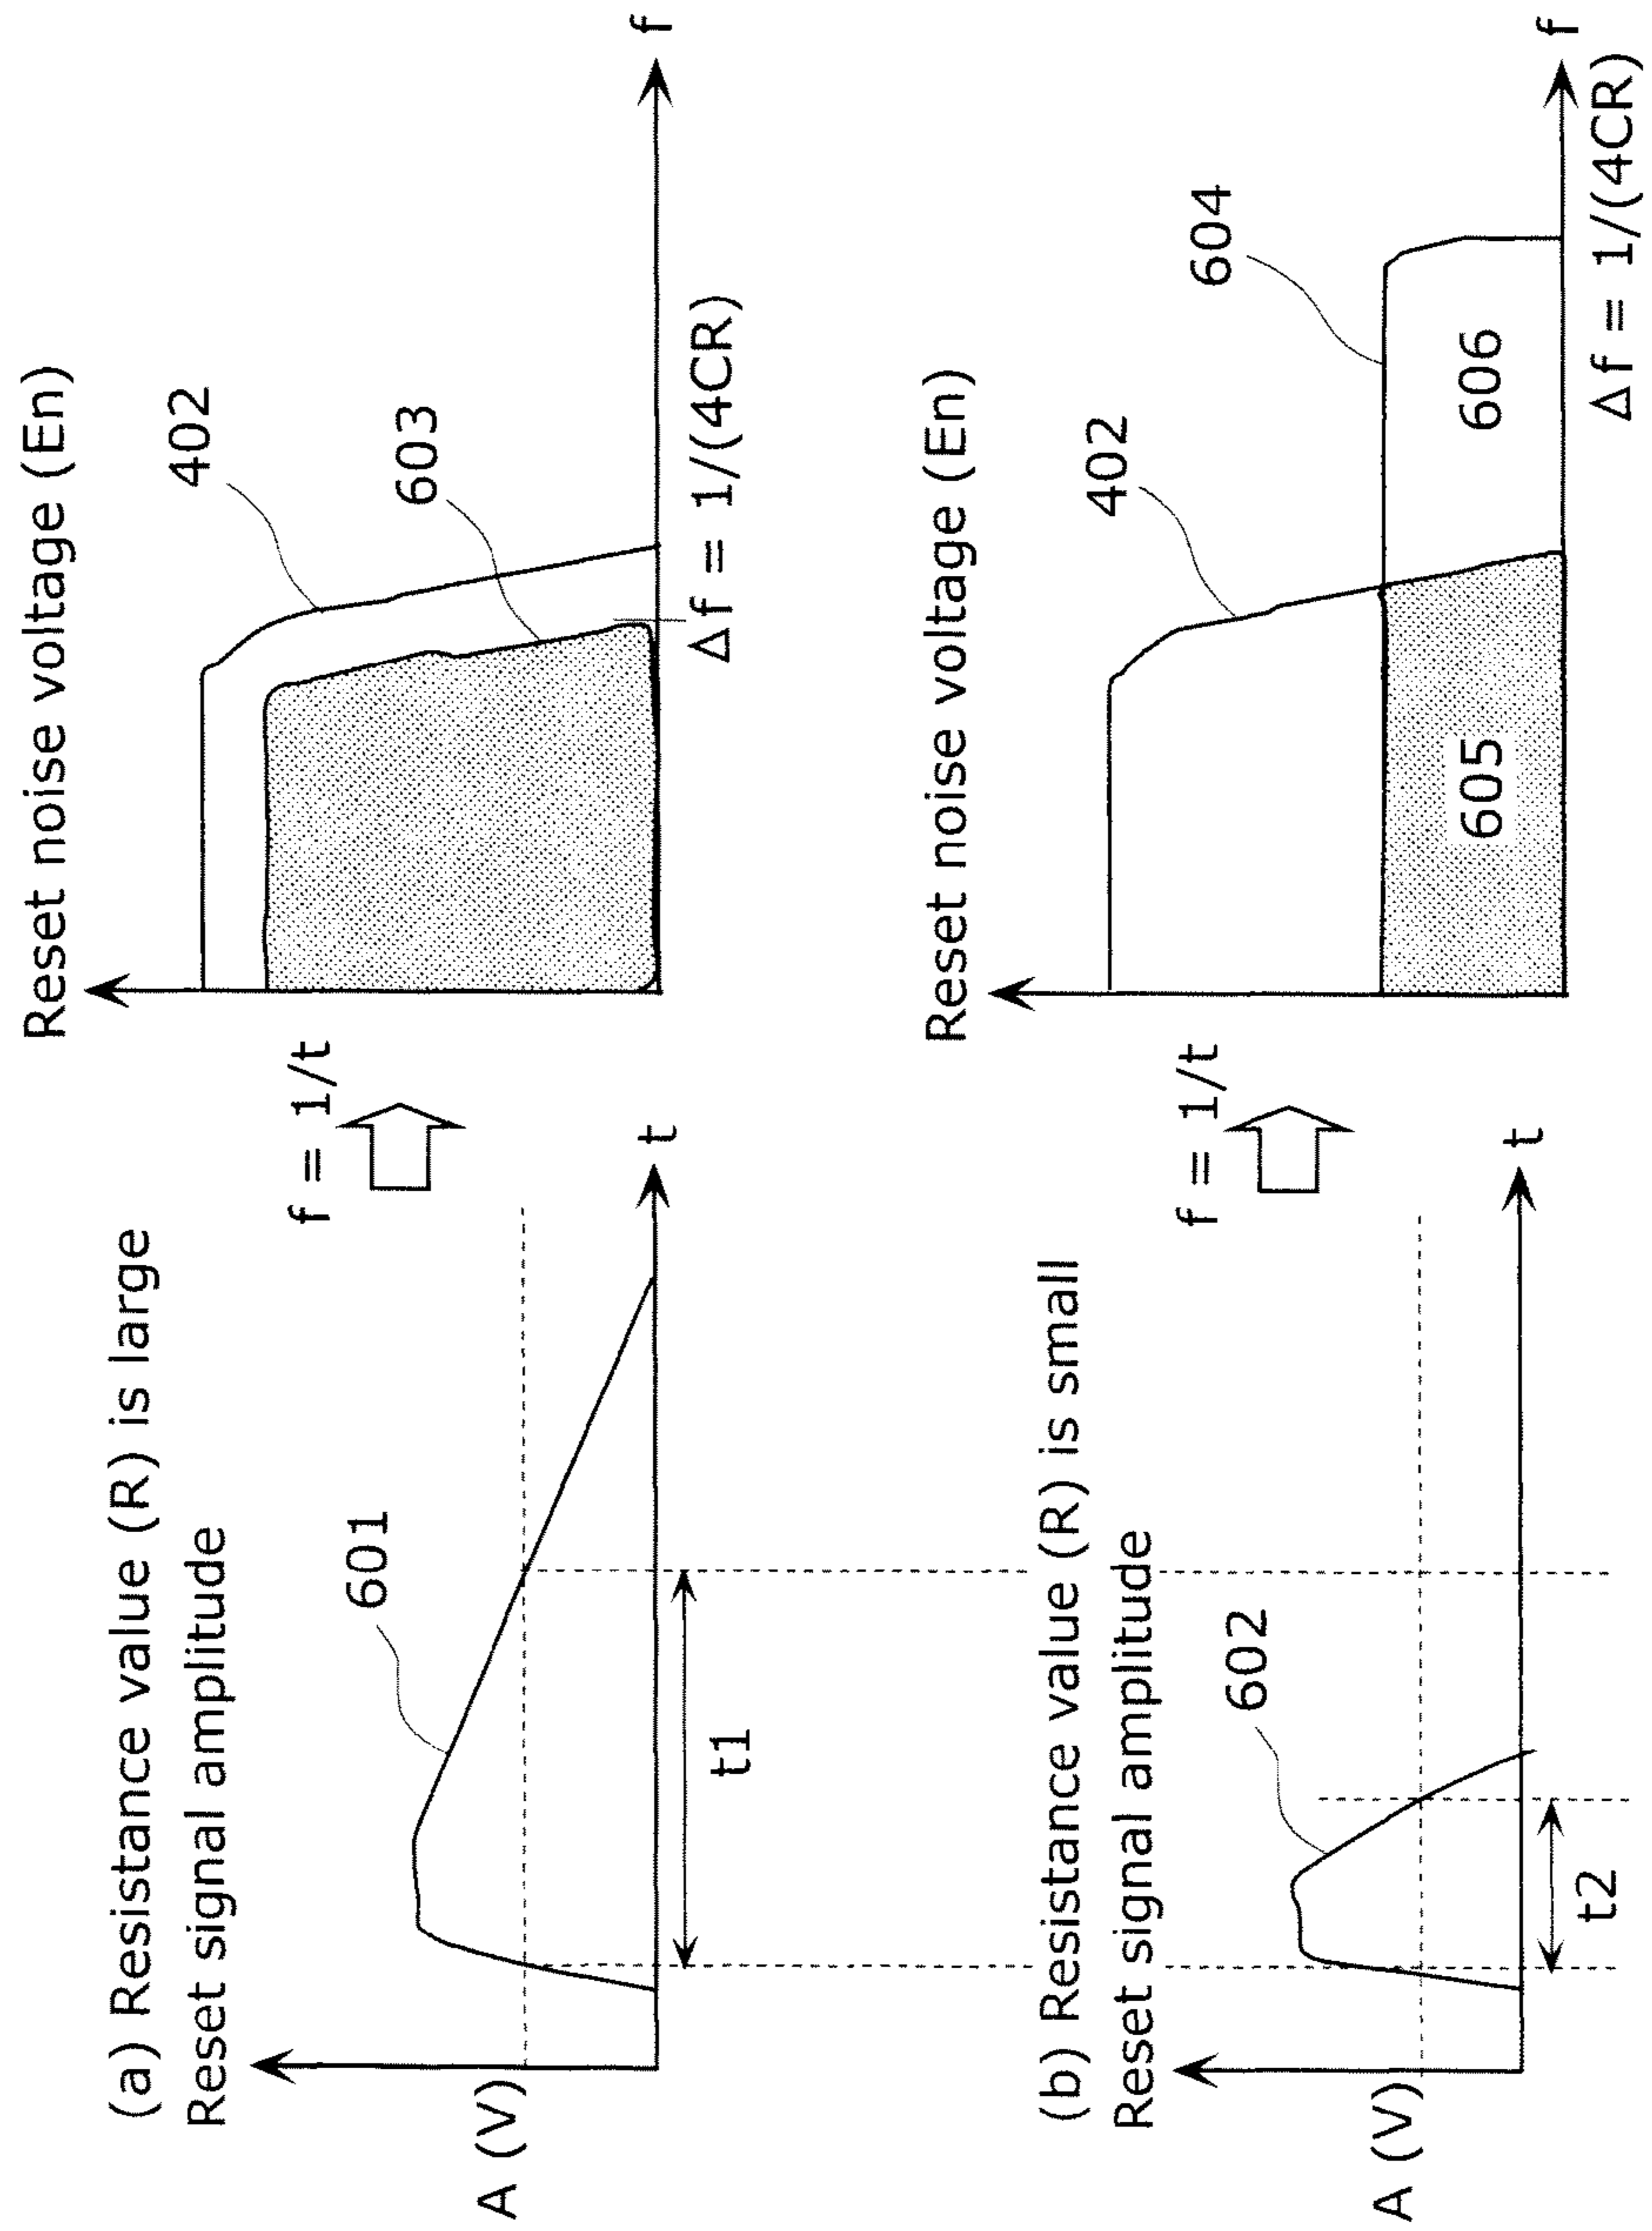 (a) Resistance value (R) is large
Reset signal amplitude
A (V)
601
t1
t
f = 1/t
Reset noise voltage (En)
402
603
f
Δf = 1/(4CR)
(b) Resistance value (R) is small
Reset signal amplitude
A (V)
602
t2
t
f = 1/t
Reset noise voltage (En)
402
604
605
606
f
Δf = 1/(4CR)